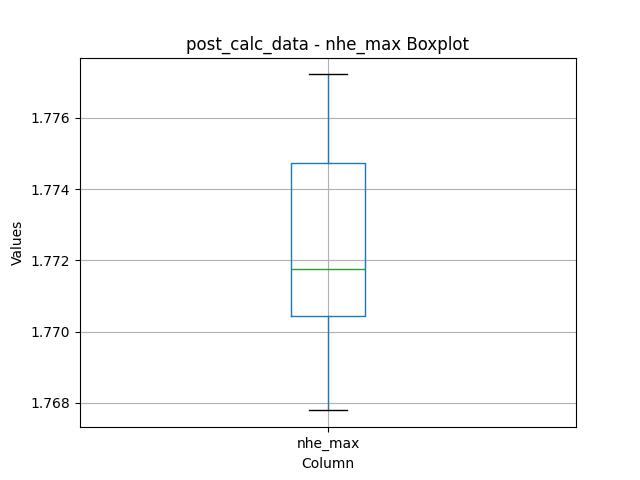 post_calc_data - nhe_max Boxplot
1.776
1.774
1.772
1.770
1.768
Values
nhe_max
Column